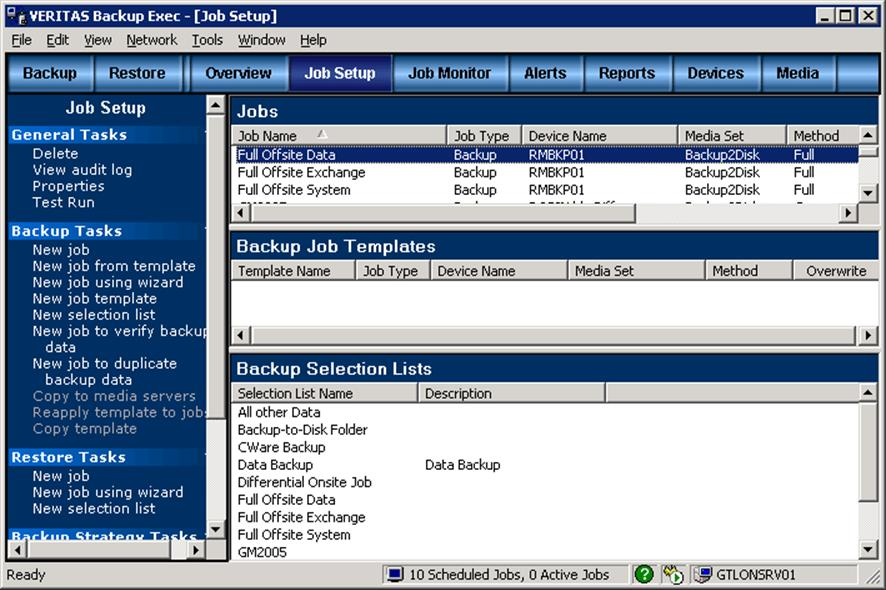 VERITAS Backup Exec - [Job Setup]
File Edit View Network Tools Window Help
Backup Restore Overview Job Setup Job Monitor Alerts Reports Devices Media
Job Setup
General Tasks
Delete
View audit log
Properties
Test Run
Backup Tasks
New job
New job from template
New job using wizard
New job template
New selection list
New job to verify backup
data
New job to duplicate
backup data
Copy to media servers
Reapply template to jobs
Copy template
Restore Tasks
New job
New job using wizard
New selection list
Backup Strategy Tasks
Jobs
Job Name Job Type Device Name Media Set Method
Full Offsite Data Backup RMBKP01 Backup2Disk Full
Full Offsite Exchange Backup RMBKP01 Backup2Disk Full
Full Offsite System Backup RMBKP01 Backup2Disk Full
Backup Job Templates
Template Name Job Type Device Name Media Set Method Overwrite
Backup Selection Lists
Selection List Name Description
All other Data
Backup-to-Disk Folder
CWare Backup
Data Backup Data Backup
Differential Onsite Job
Full Offsite Data
Full Offsite Exchange
Full Offsite System
GM2005
Ready 10 Scheduled Jobs, 0 Active Jobs GTLONSRV01